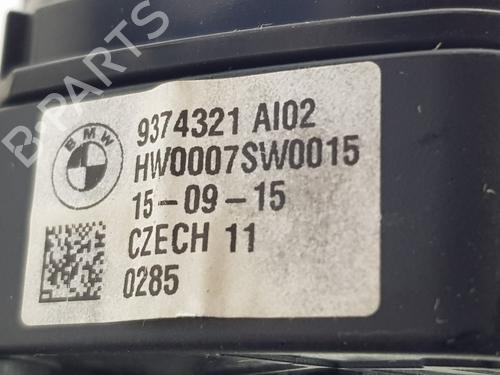 B-PARTS
BMW
9374321 AI02
HW0007SW0015
15-09-15
CZECH 11
0285